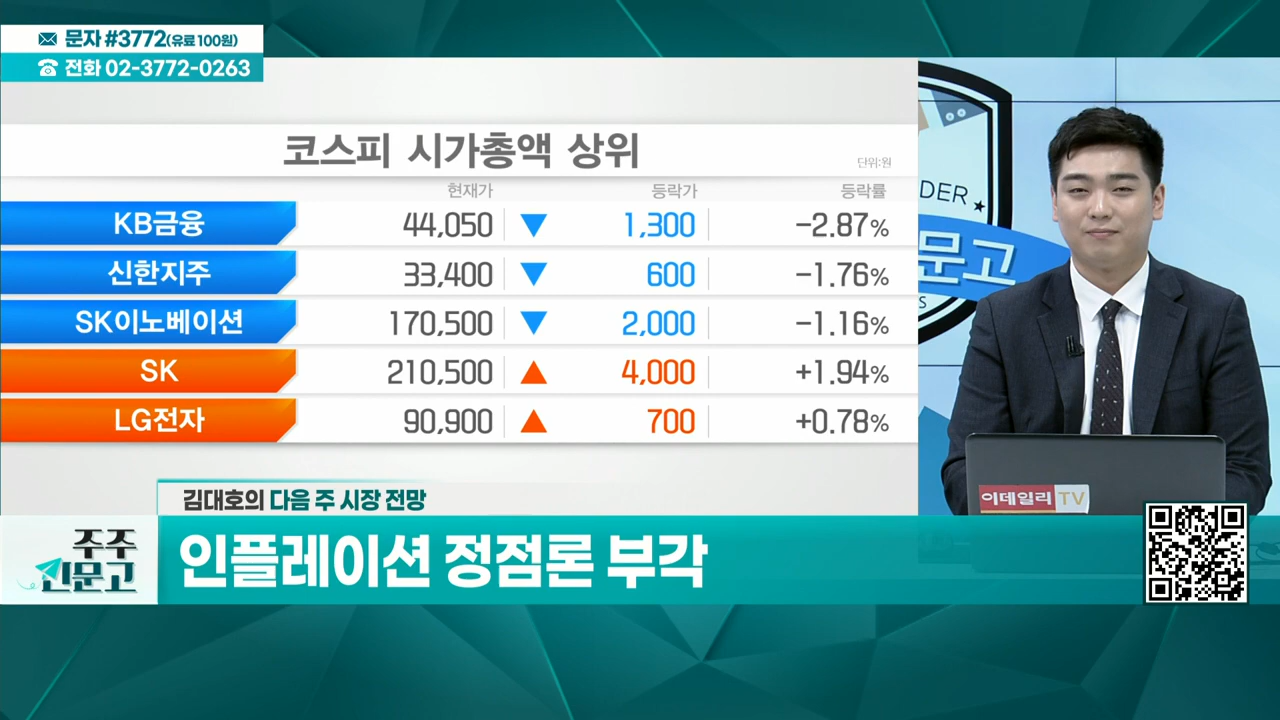 문자 #3772(유료 100원)
전화 02-3772-0263
코스피 시가총액 상위
단위:원
현재가 등락가 등락률
KB금융 44,050 ▼ 1,300 -2.87%
신한지주 33,400 ▼ 600 -1.76%
SK이노베이션 170,500 ▼ 2,000 -1.16%
SK 210,500 ▲ 4,000 +1.94%
LG전자 90,900 ▲ 700 +0.78%
DER
문고
S
이데일리 TV
김대호의 다음 주 시장 전망
주주
신문고
인플레이션 정점론 부각